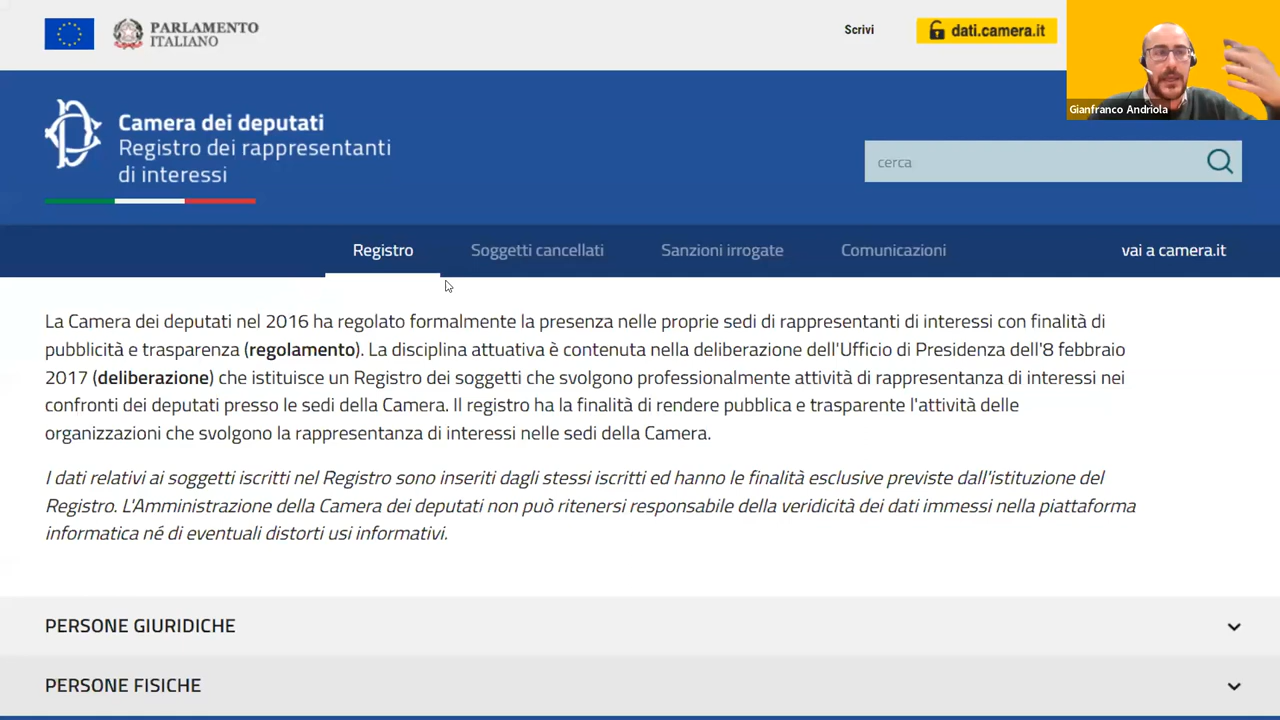 PARLAMENTO
ITALIANO
Scrivi
dati.camera.it
Gianfranco Andriola
Camera dei deputati
Registro dei rappresentanti
di interessi
cerca
Registro
Soggetti cancellati
Sanzioni irrogate
Comunicazioni
vai a camera.it
La Camera dei deputati nel 2016 ha regolato formalmente la presenza nelle proprie sedi di rappresentanti di interessi con finalità di
pubblicità e trasparenza (regolamento). La disciplina attuativa è contenuta nella deliberazione dell'Ufficio di Presidenza dell'8 febbraio
2017 (deliberazione) che istituisce un Registro dei soggetti che svolgono professionalmente attività di rappresentanza di interessi nei
confronti dei deputati presso le sedi della Camera. Il registro ha la finalità di rendere pubblica e trasparente l'attività delle
organizzazioni che svolgono la rappresentanza di interessi nelle sedi della Camera.
I dati relativi ai soggetti iscritti nel Registro sono inseriti dagli stessi iscritti ed hanno le finalità esclusive previste dall'istituzione del
Registro. L'Amministrazione della Camera dei deputati non può ritenersi responsabile della veridicità dei dati immessi nella piattaforma
informatica né di eventuali distorti usi informativi.
PERSONE GIURIDICHE
PERSONE FISICHE